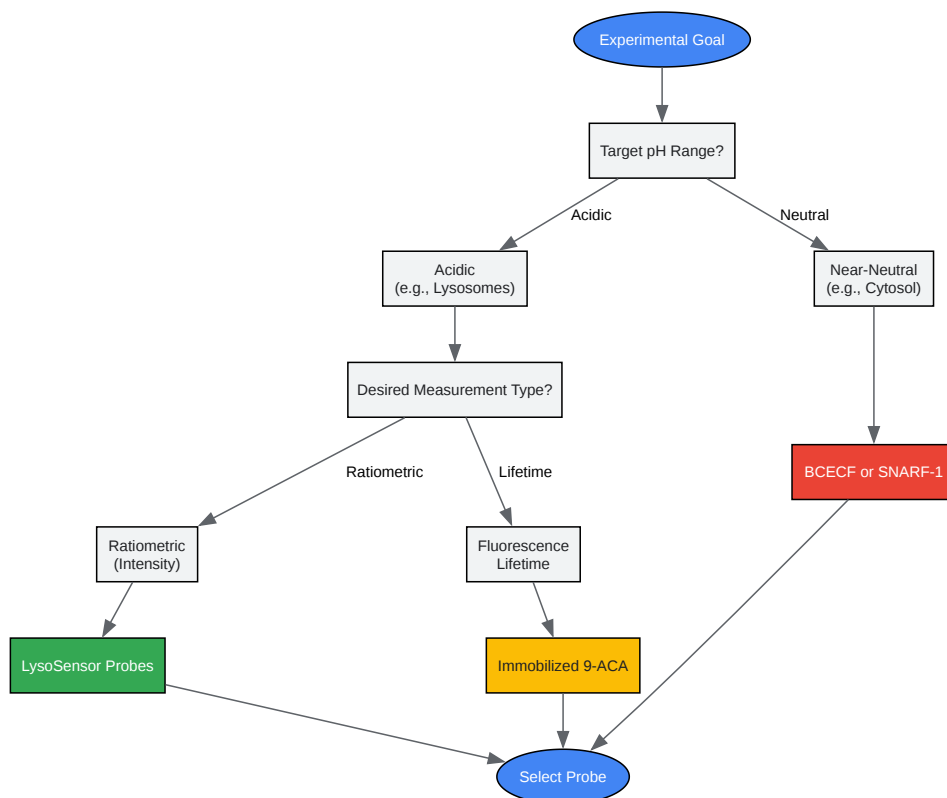 Experimental Goal
Target pH Range?
Acidic
Neutral
Acidic
(e.g., Lysosomes)
Near-Neutral
(e.g., Cytosol)
Desired Measurement Type?
Ratiometric
Lifetime
BCECF or SNARF-1
Ratiometric
(Intensity)
Fluorescence
Lifetime
LysoSensor Probes
Immobilized 9-ACA
Select Probe